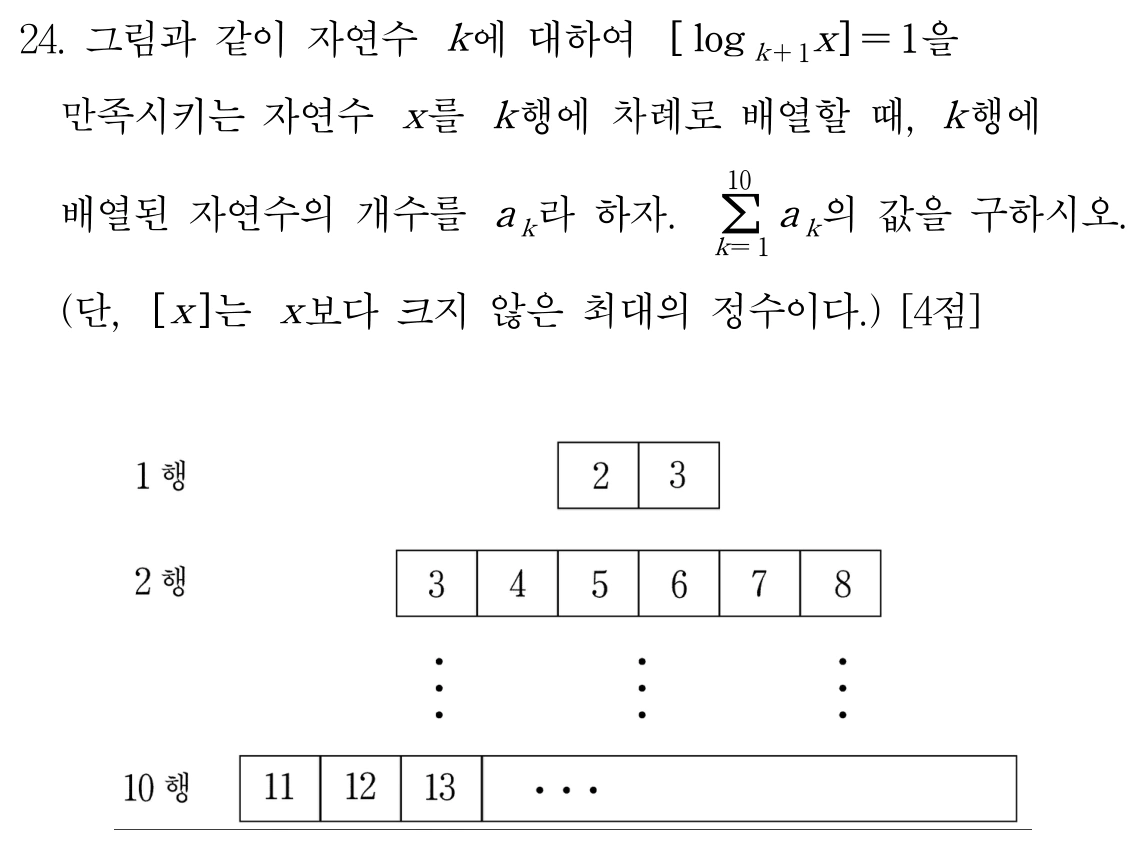 24. 그림과 같이 자연수 k에 대하여 [log_{k+1}x]=1을
만족시키는 자연수 x를 k행에 차례로 배열할 때, k행에
배열된 자연수의 개수를 a_k라 하자. \sum_{k=1}^{10} a_k의 값을 구하시오.
(단, [x]는 x보다 크지 않은 최대의 정수이다.) [4점]
1 행 2 3
2 행 3 4 5 6 7 8
⋮ ⋮ ⋮
10 행 11 12 13 ⋯